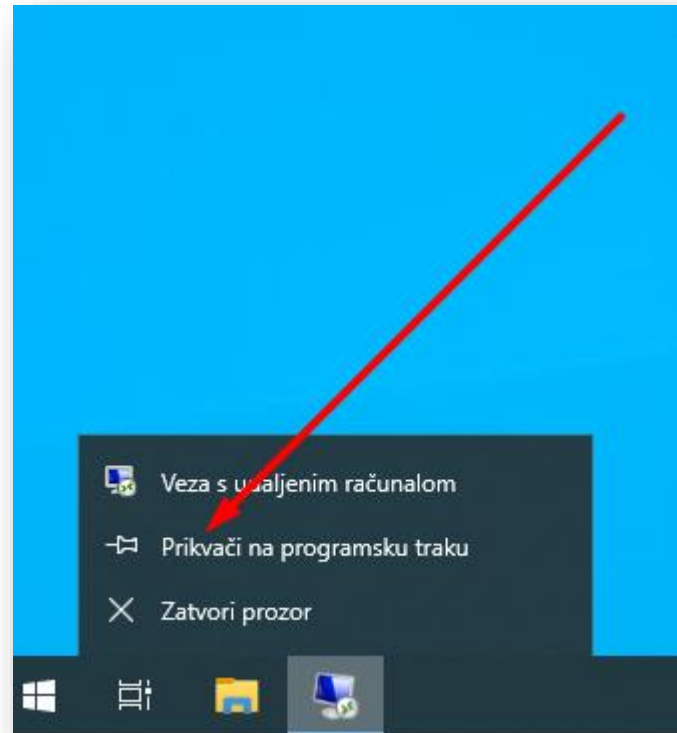 Veza s udaljenim računalom
Prikvači na programsku traku
Zatvori prozor